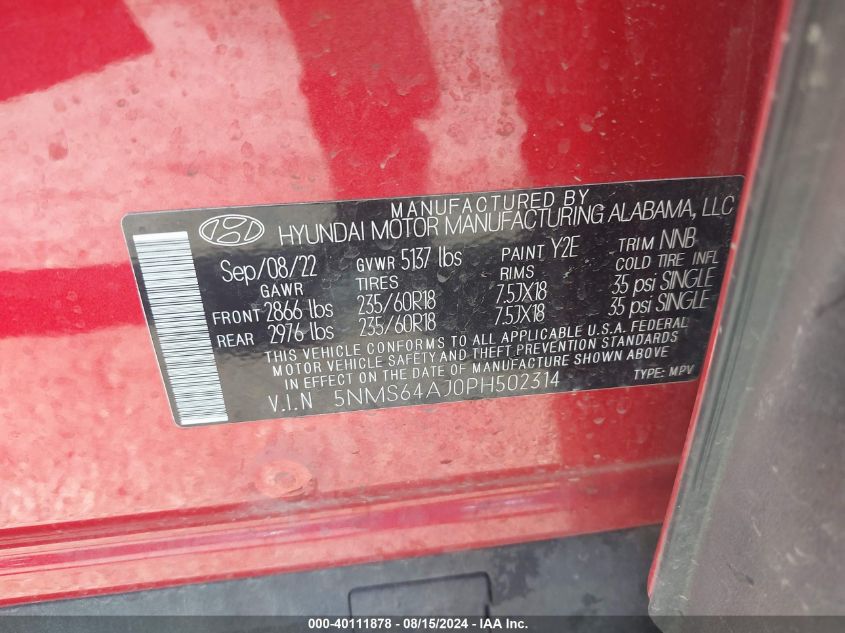 MANUFACTURED BY
HYUNDAI MOTOR MANUFACTURING ALABAMA, LLC
Sep/08/22 GVWR 5137 lbs PAINT Y2E TRIM NNB
GAWR TIRES RIMS COLD TIRE INFL
FRONT 2866 lbs 235/60R18 7.5JX18 35 psi SINGLE
REAR 2976 lbs 235/60R18 7.5JX18 35 psi SINGLE
THIS VEHICLE CONFORMS TO ALL APPLICABLE U.S.A. FEDERAL
MOTOR VEHICLE SAFETY AND THEFT PREVENTION STANDARDS
IN EFFECT ON THE DATE OF MANUFACTURE SHOWN ABOVE
V.I.N 5NMS64AJ0PH502314 TYPE: MPV
000-40111878 - 08/15/2024 - IAA Inc.